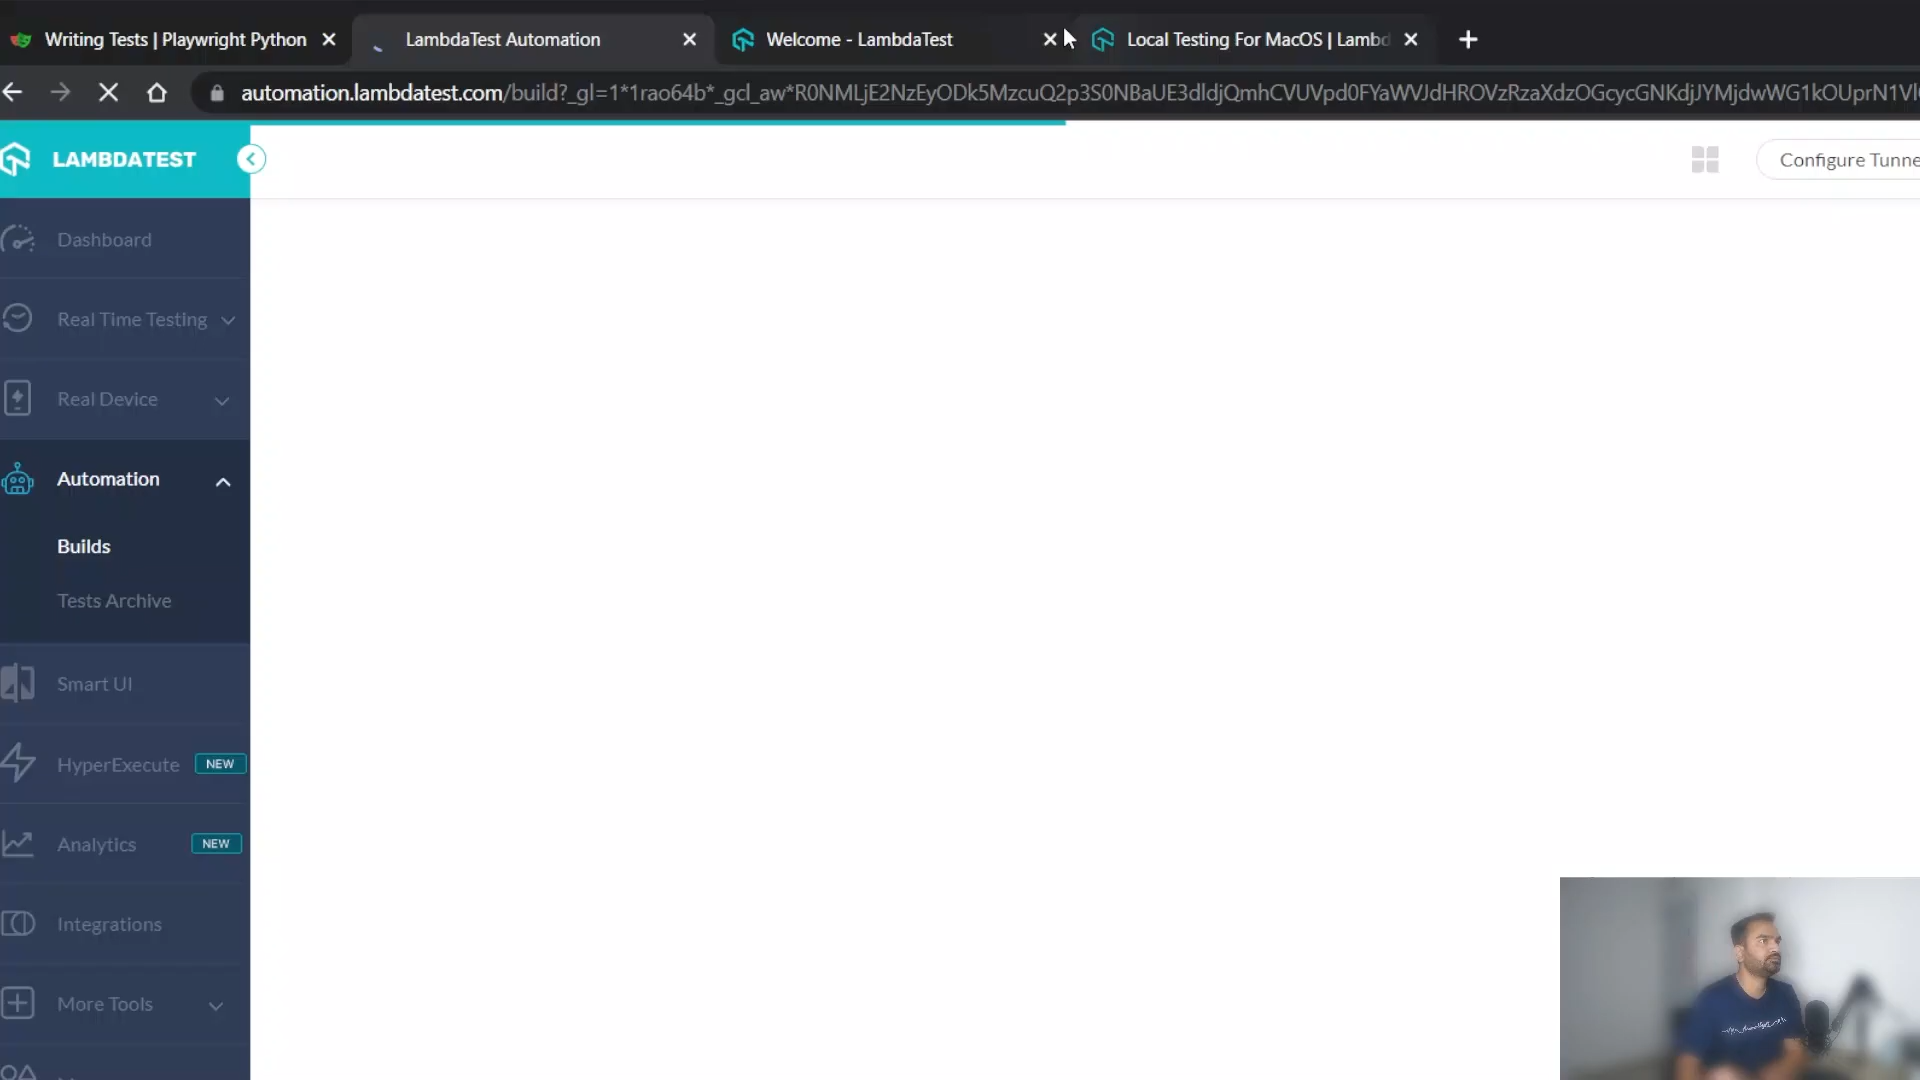 Writing Tests | Playwright Python
LambdaTest Automation
Welcome - LambdaTest
Local Testing For MacOS | Lambd
automation.lambdatest.com/build?_gl=1*1rao64b*_gcl_aw*
LAMBDATEST
Configure Tunne
Dashboard
Real Time Testing
Real Device
Automation
Builds
Tests Archive
Smart UI
HyperExecute NEW
Analytics NEW
Integrations
More Tools